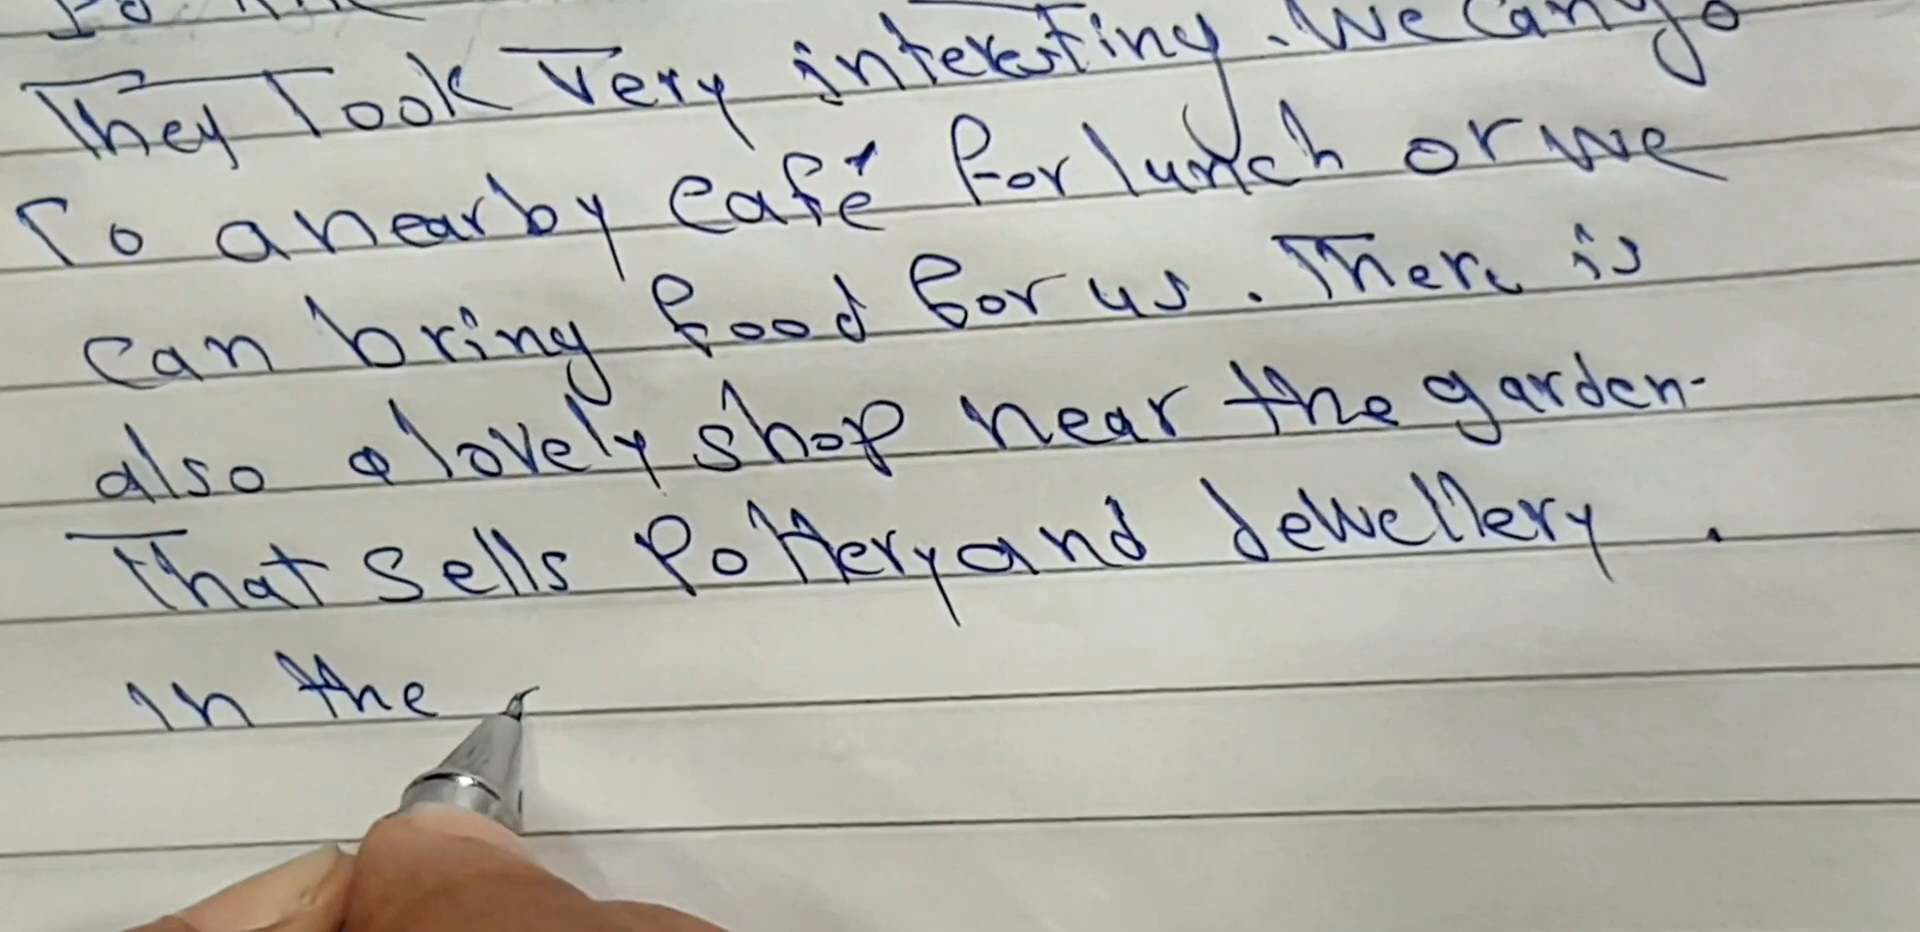 They look very interesting. We can go
To a nearby café for lunch or we
can bring food for us. There is
also a lovely shop near the garden.
That sells Pottery and Jewellery.
in the